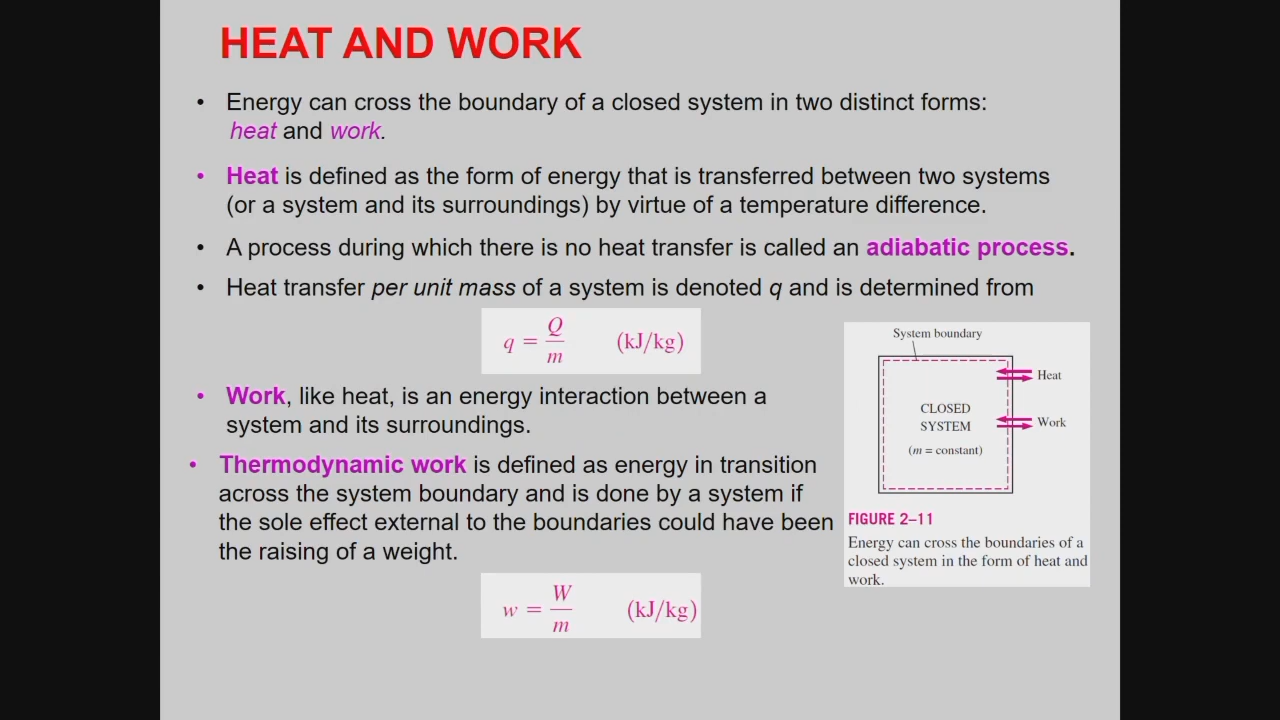 HEAT AND WORK
• Energy can cross the boundary of a closed system in two distinct forms:
heat and work.
• Heat is defined as the form of energy that is transferred between two systems
(or a system and its surroundings) by virtue of a temperature difference.
• A process during which there is no heat transfer is called an adiabatic process.
• Heat transfer per unit mass of a system is denoted q and is determined from
q = Q/m (kJ/kg)
• Work, like heat, is an energy interaction between a
system and its surroundings.
• Thermodynamic work is defined as energy in transition
across the system boundary and is done by a system if
the sole effect external to the boundaries could have been
the raising of a weight.
w = W/m (kJ/kg)
System boundary
Heat
CLOSED
SYSTEM
Work
(m = constant)
FIGURE 2–11
Energy can cross the boundaries of a
closed system in the form of heat and
work.